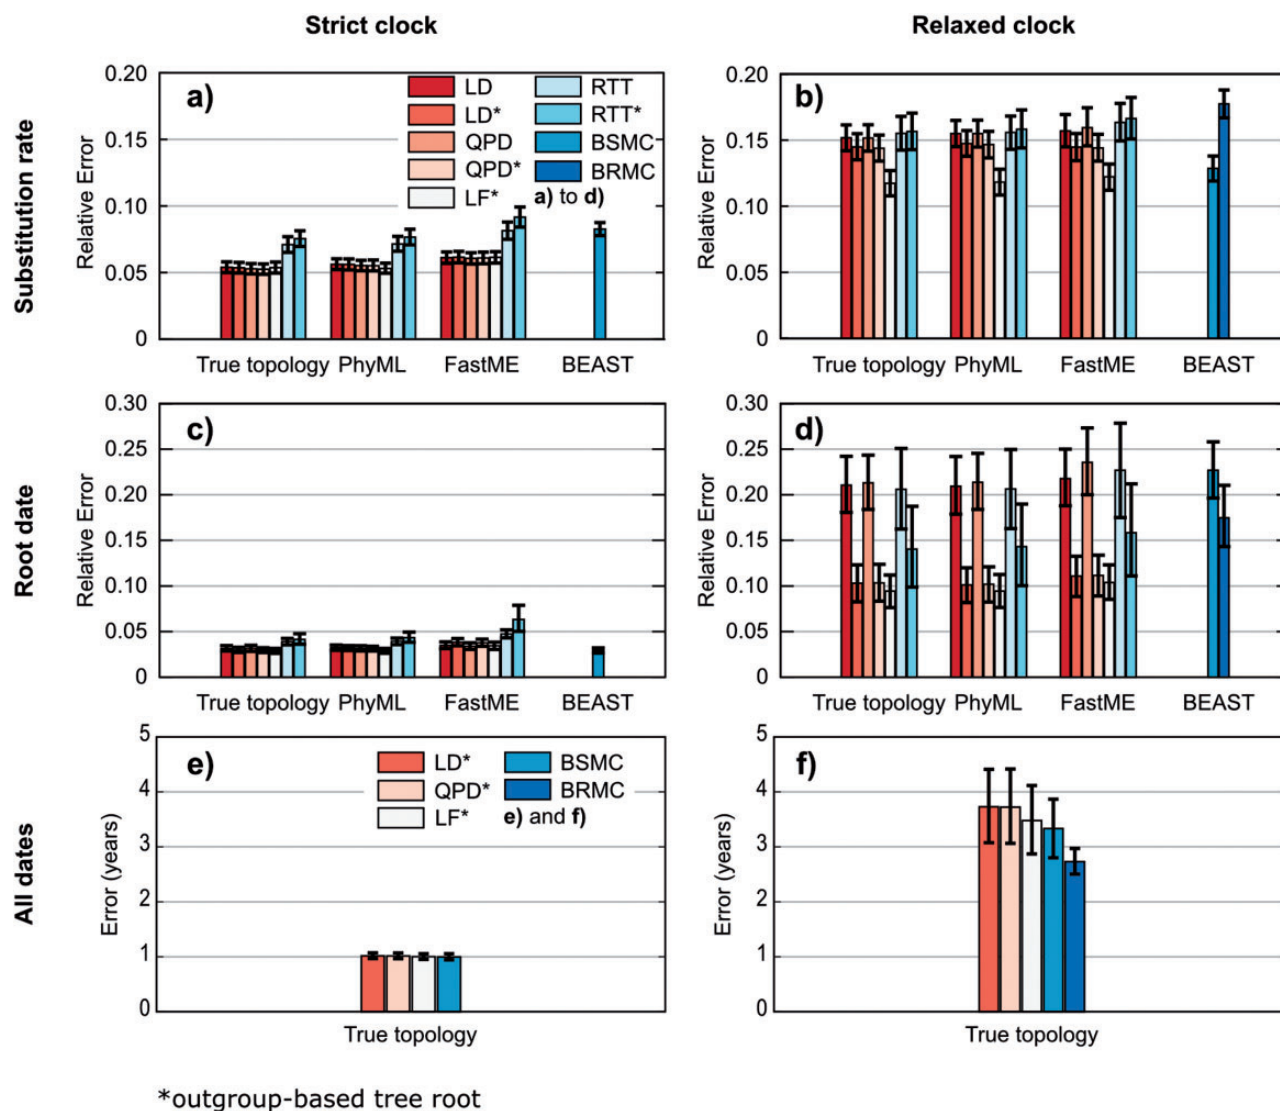 Strict clock
Relaxed clock
Substitution rate
Relative Error
0.20
0.15
0.10
0.05
0
a)
LD
LD*
QPD
QPD*
LF*
RTT
RTT*
BSMC
BRMC
a) to d)
True topology PhyML FastME BEAST
Relative Error
0.20
0.15
0.10
0.05
0
b)
True topology PhyML FastME BEAST
Root date
Relative Error
0.30
0.25
0.20
0.15
0.10
0.05
0
c)
True topology PhyML FastME BEAST
Relative Error
0.30
0.25
0.20
0.15
0.10
0.05
0
d)
True topology PhyML FastME BEAST
All dates
Error (years)
5
4
3
2
1
0
e)
LD*
QPD*
LF*
BSMC
BRMC
e) and f)
True topology
Error (years)
5
4
3
2
1
0
f)
True topology
*outgroup-based tree root